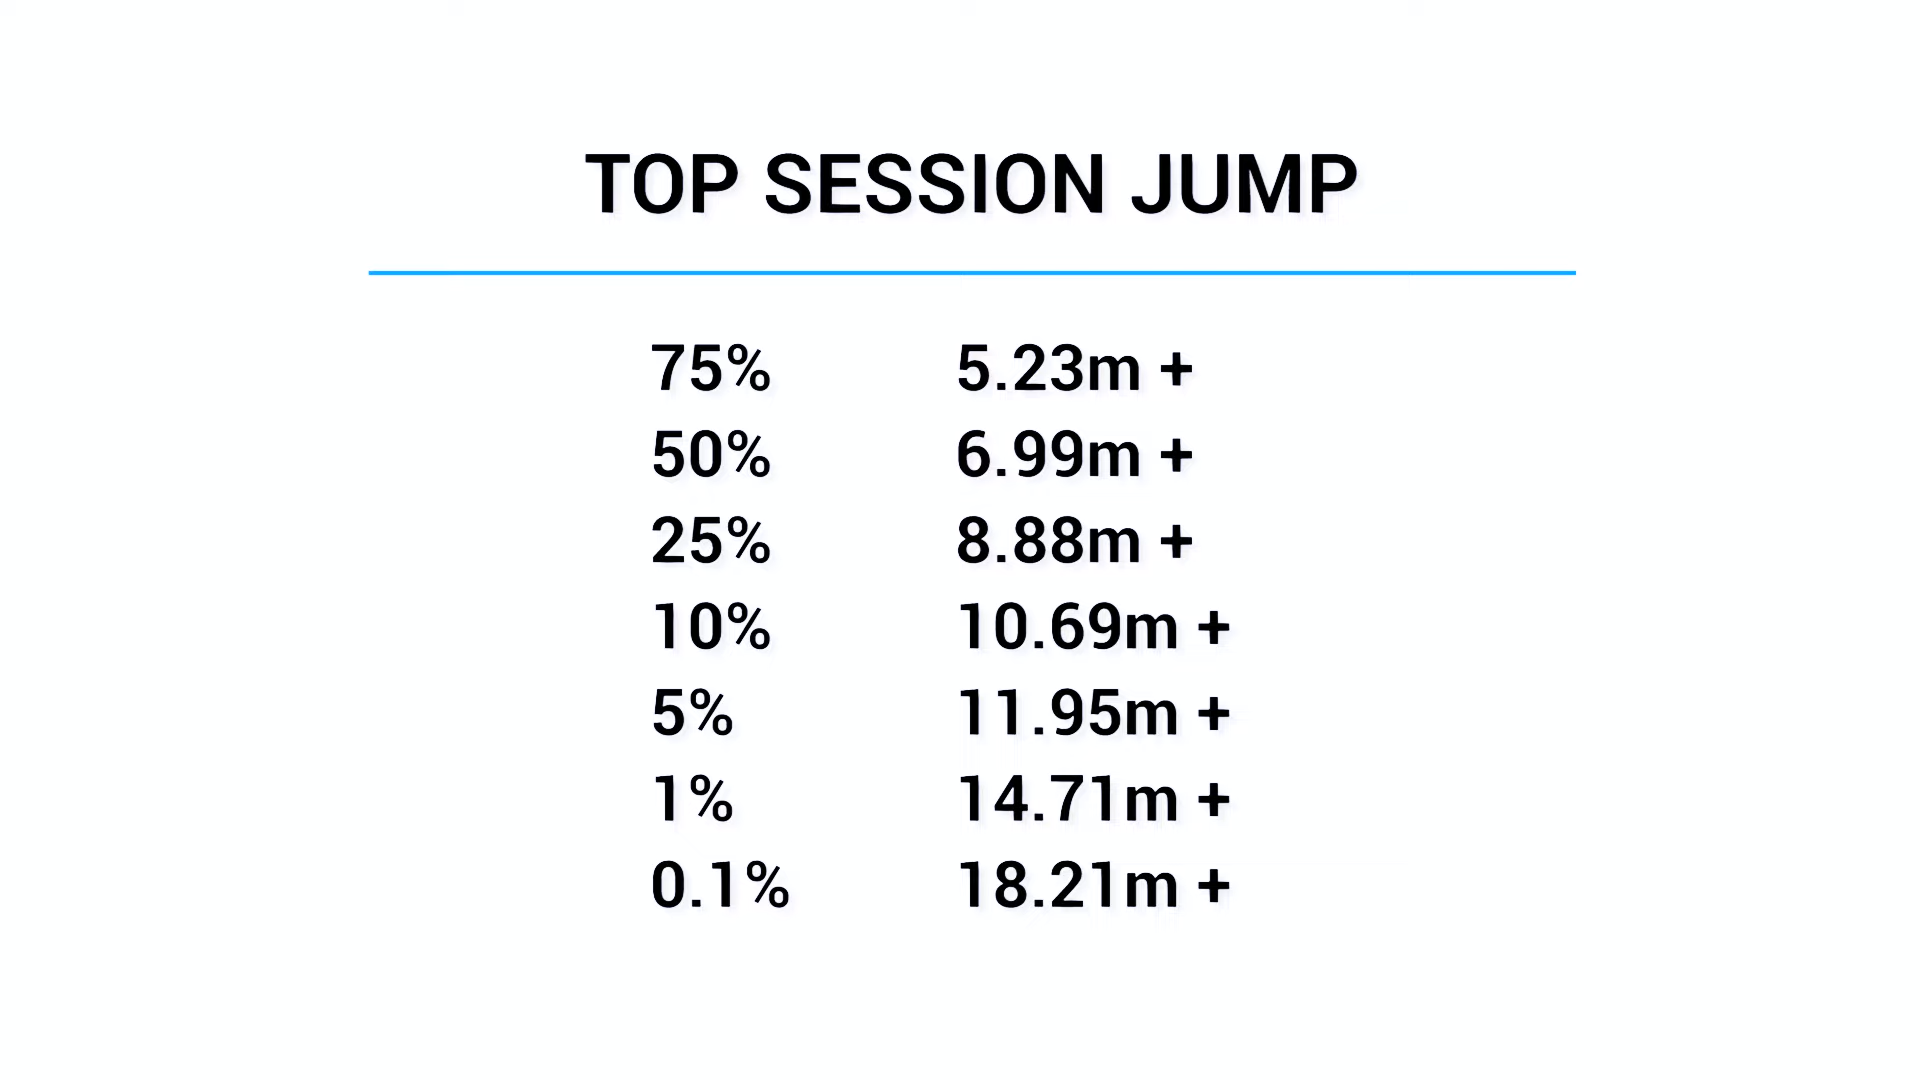 TOP SESSION JUMP
75% 5.23m +
50% 6.99m +
25% 8.88m +
10% 10.69m +
5% 11.95m +
1% 14.71m +
0.1% 18.21m +